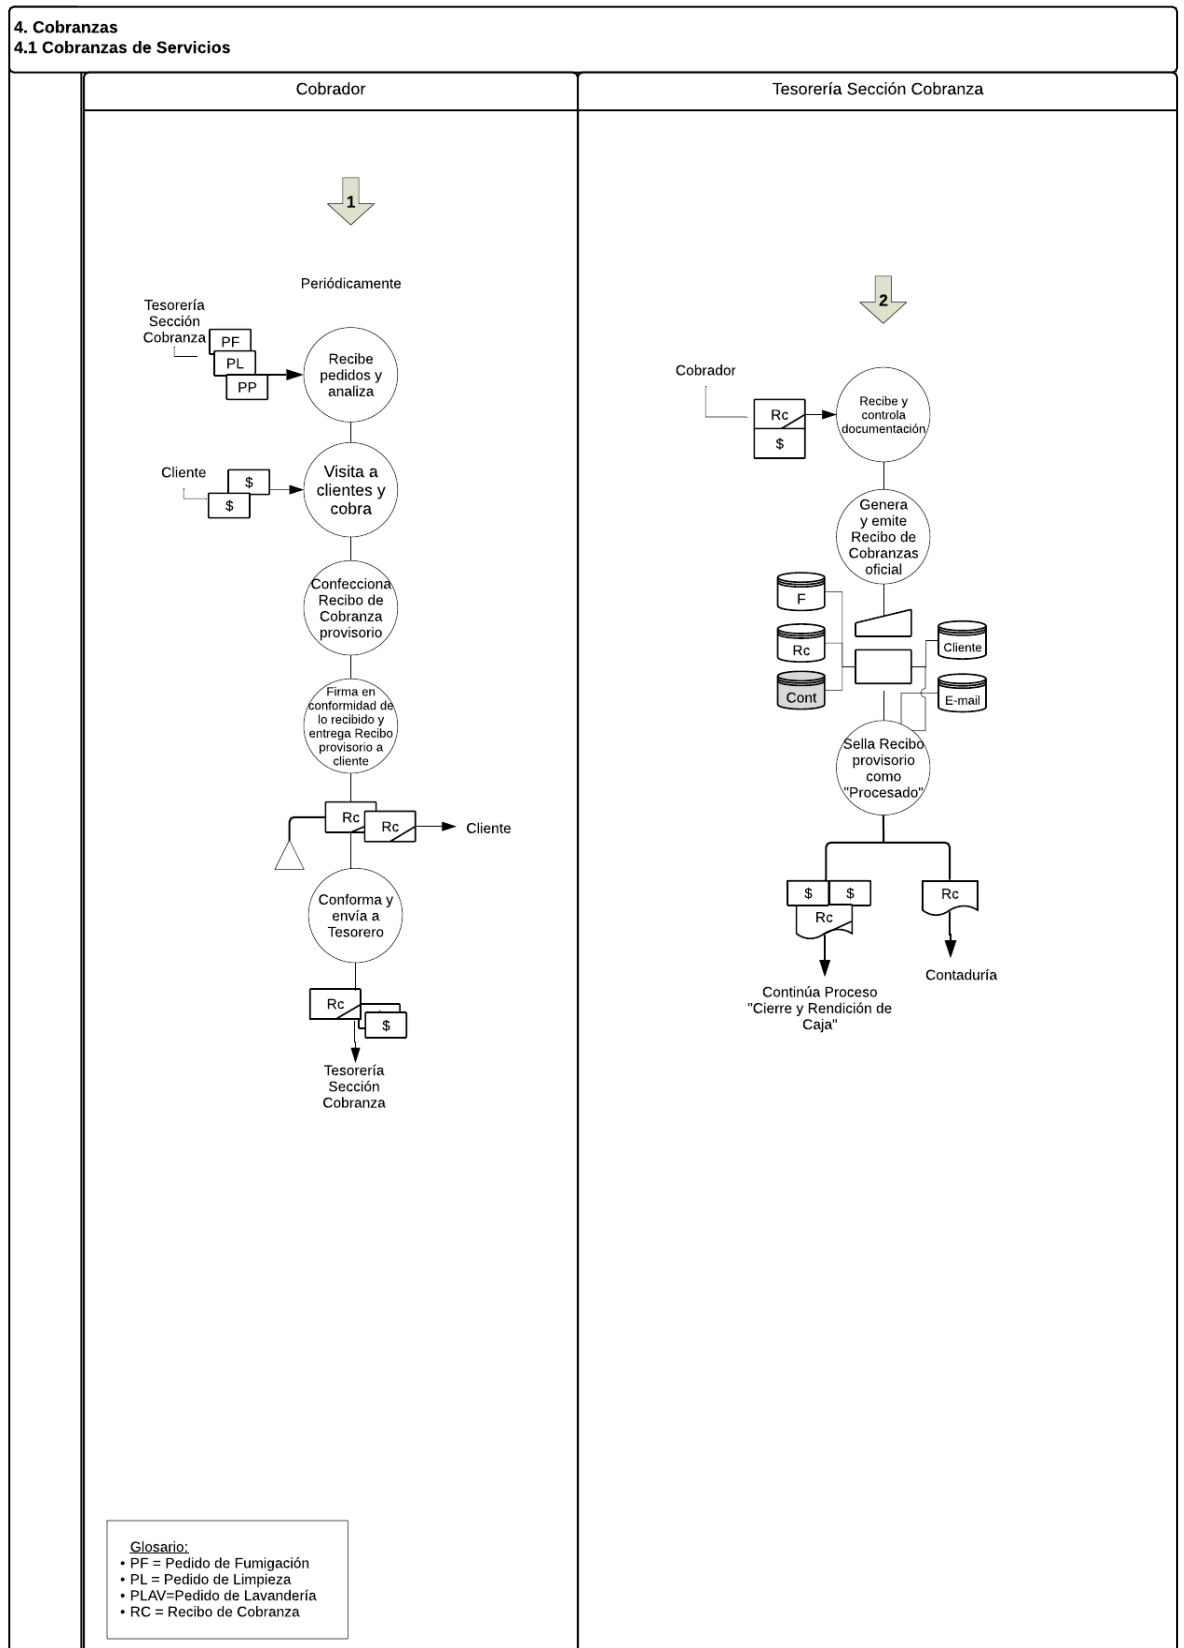 4. Cobranzas
4.1 Cobranzas de Servicios
Cobrador
Tesorería Sección Cobranza
1
Periódicamente
Tesorería
Sección
Cobranza
PF
PL
PP
Recibe
pedidos y
analiza
Cliente
$
$
Visita a
clientes y
cobra
Confecciona
Recibo de
Cobranza
provisorio
Firma en
conformidad de
lo recibido y
entrega Recibo
provisorio a
cliente
Rc
Rc
Cliente
Conforma y
envía a
Tesorero
Rc
$
Tesorería
Sección
Cobranza
2
Cobrador
Rc
$
Recibe y
controla
documentación
Genera
y emite
Recibo de
Cobranzas
oficial
F
Rc
Cont
Cliente
E-mail
Sella Recibo
provisorio
como
"Procesado"
$
$
Rc
Rc
Continúa Proceso
"Cierre y Rendición de
Caja"
Contaduría
Glosario:
• PF = Pedido de Fumigación
• PL = Pedido de Limpieza
• PLAV=Pedido de Lavandería
• RC = Recibo de Cobranza